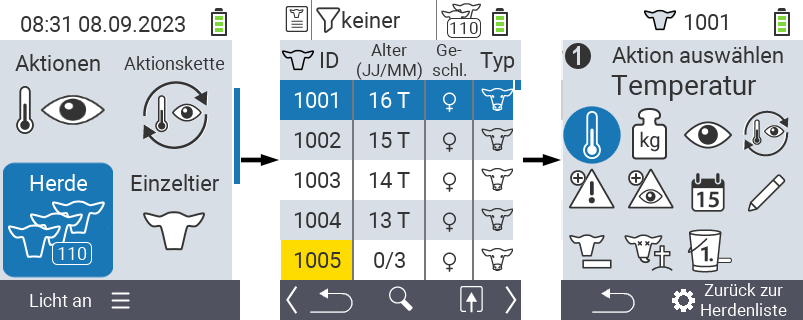 08:31 08.09.2023
Aktionen
Aktionskette
Herde
110
Einzeltier
Licht an
keiner
110
ID
Alter
(JJ/MM)
Ge-
schl.
Typ
1001 16 T ♀
1002 15 T ♀
1003 14 T ♀
1004 13 T ♀
1005 0/3 ♀
1001
1 Aktion auswählen
Temperatur
kg
15
1.
Zurück zur
Herdenliste